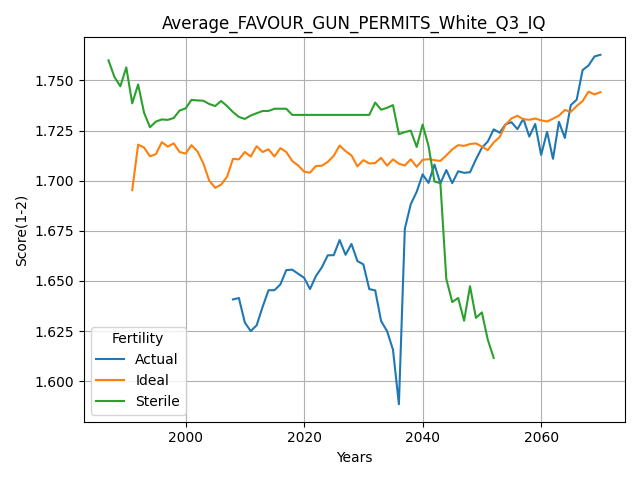 Average_FAVOUR_GUN_PERMITS_White_Q3_IQ
Score(1-2)
1.750
1.725
1.700
1.675
1.650
1.625
1.600
Fertility
Actual
Ideal
Sterile
2000
2020
2040
2060
Years